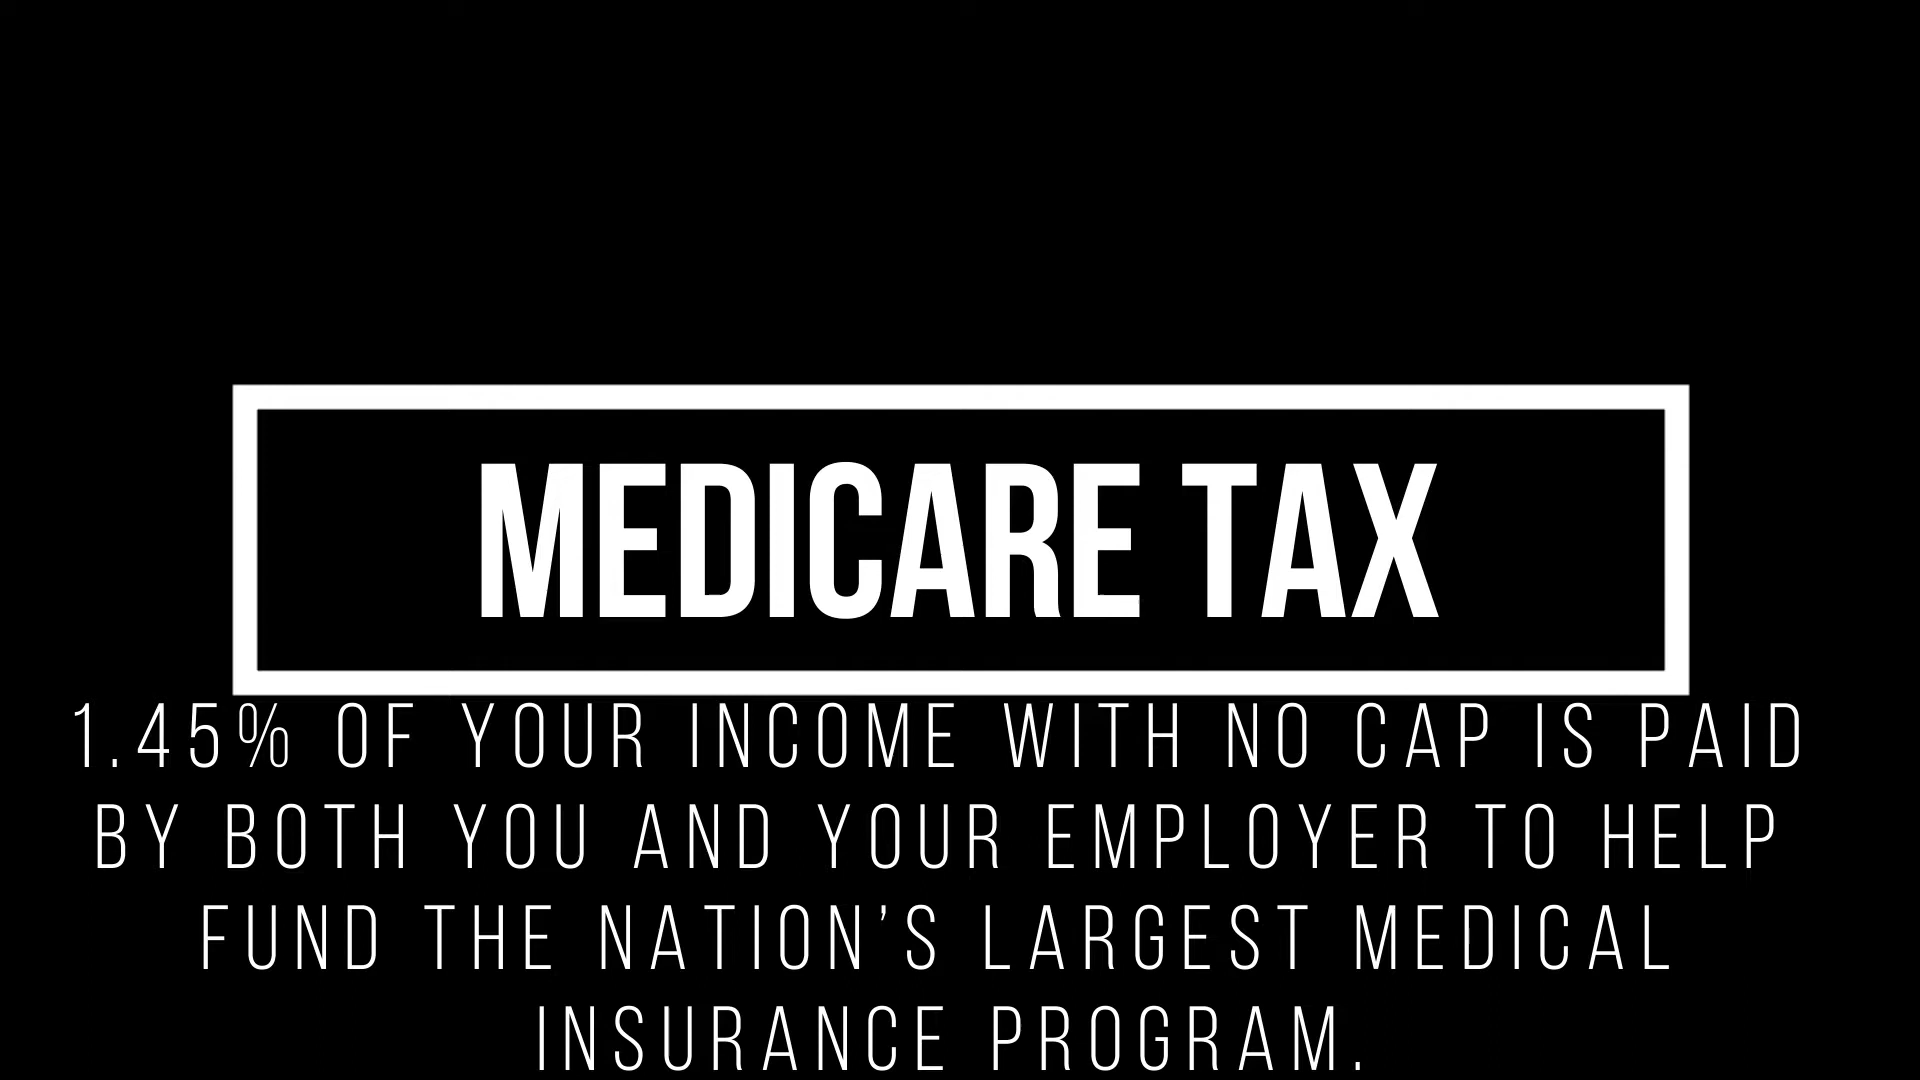 MEDICARE TAX
1.45% OF YOUR INCOME WITH NO CAP IS PAID
BY BOTH YOU AND YOUR EMPLOYER TO HELP
FUND THE NATION’S LARGEST MEDICAL
INSURANCE PROGRAM.